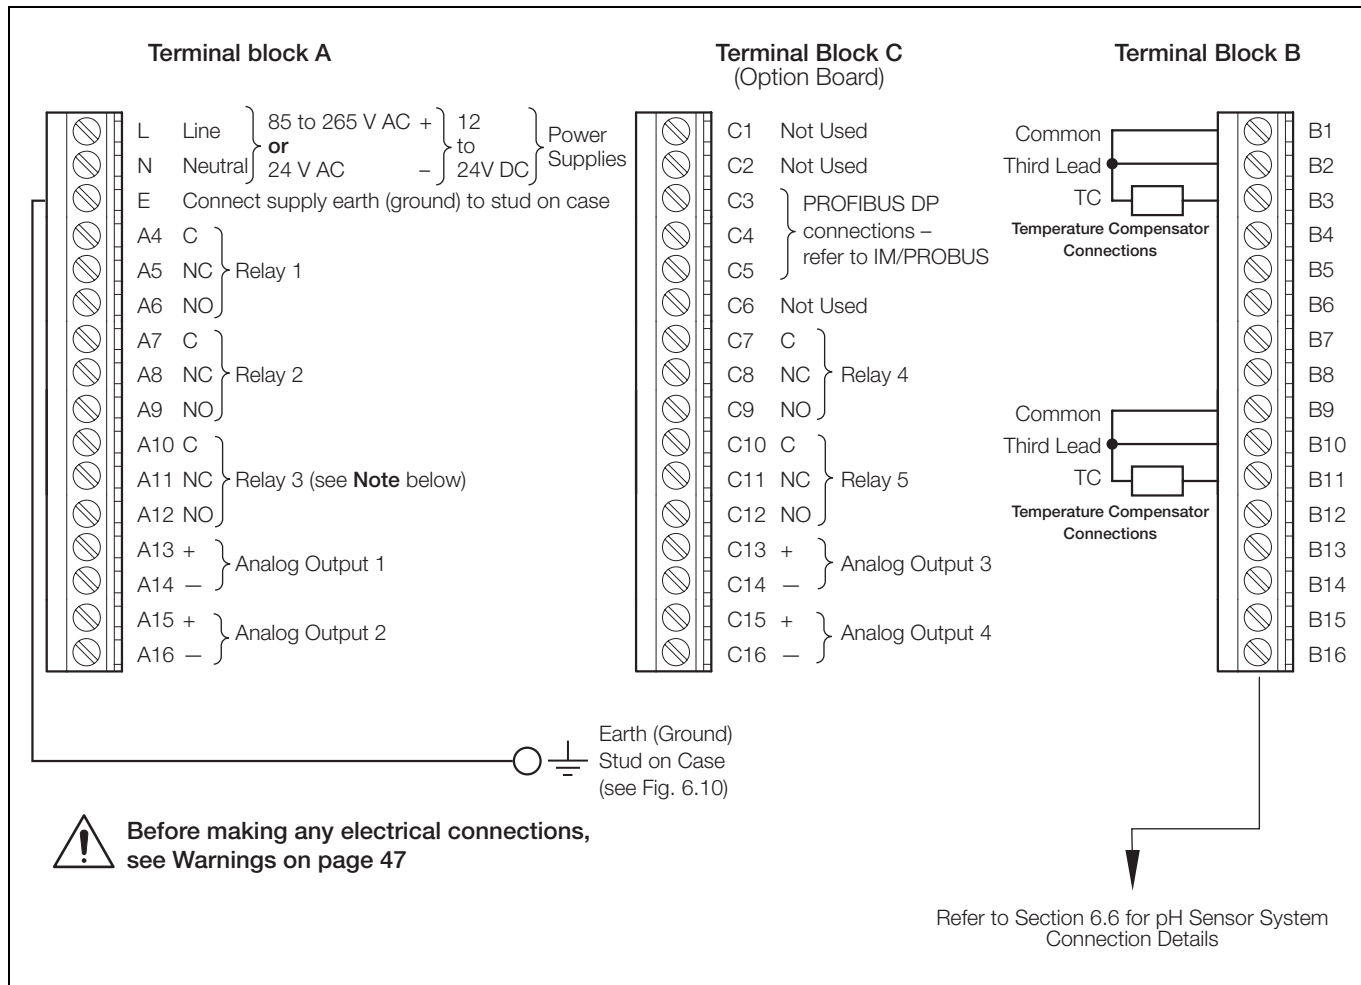 Terminal block A
L Line
N Neutral
85 to 265 V AC
or
24 V AC
+
–
12
to
24V DC
Power
Supplies
E Connect supply earth (ground) to stud on case
A4 C
A5 NC
A6 NO
Relay 1
A7 C
A8 NC
A9 NO
Relay 2
A10 C
A11 NC
A12 NO
Relay 3 (see Note below)
A13 +
A14 —
Analog Output 1
A15 +
A16 —
Analog Output 2
Terminal Block C
(Option Board)
C1 Not Used
C2 Not Used
C3
C4
C5
PROFIBUS DP
connections –
refer to IM/PROBUS
C6 Not Used
C7 C
C8 NC
C9 NO
Relay 4
C10 C
C11 NC
C12 NO
Relay 5
C13 +
C14 —
Analog Output 3
C15 +
C16 —
Analog Output 4
Terminal Block B
Common
Third Lead
TC
Temperature Compensator
Connections
Common
Third Lead
TC
Temperature Compensator
Connections
B1
B2
B3
B4
B5
B6
B7
B8
B9
B10
B11
B12
B13
B14
B15
B16
Earth (Ground)
Stud on Case
(see Fig. 6.10)
Before making any electrical connections,
see Warnings on page 47
Refer to Section 6.6 for pH Sensor System
Connection Details